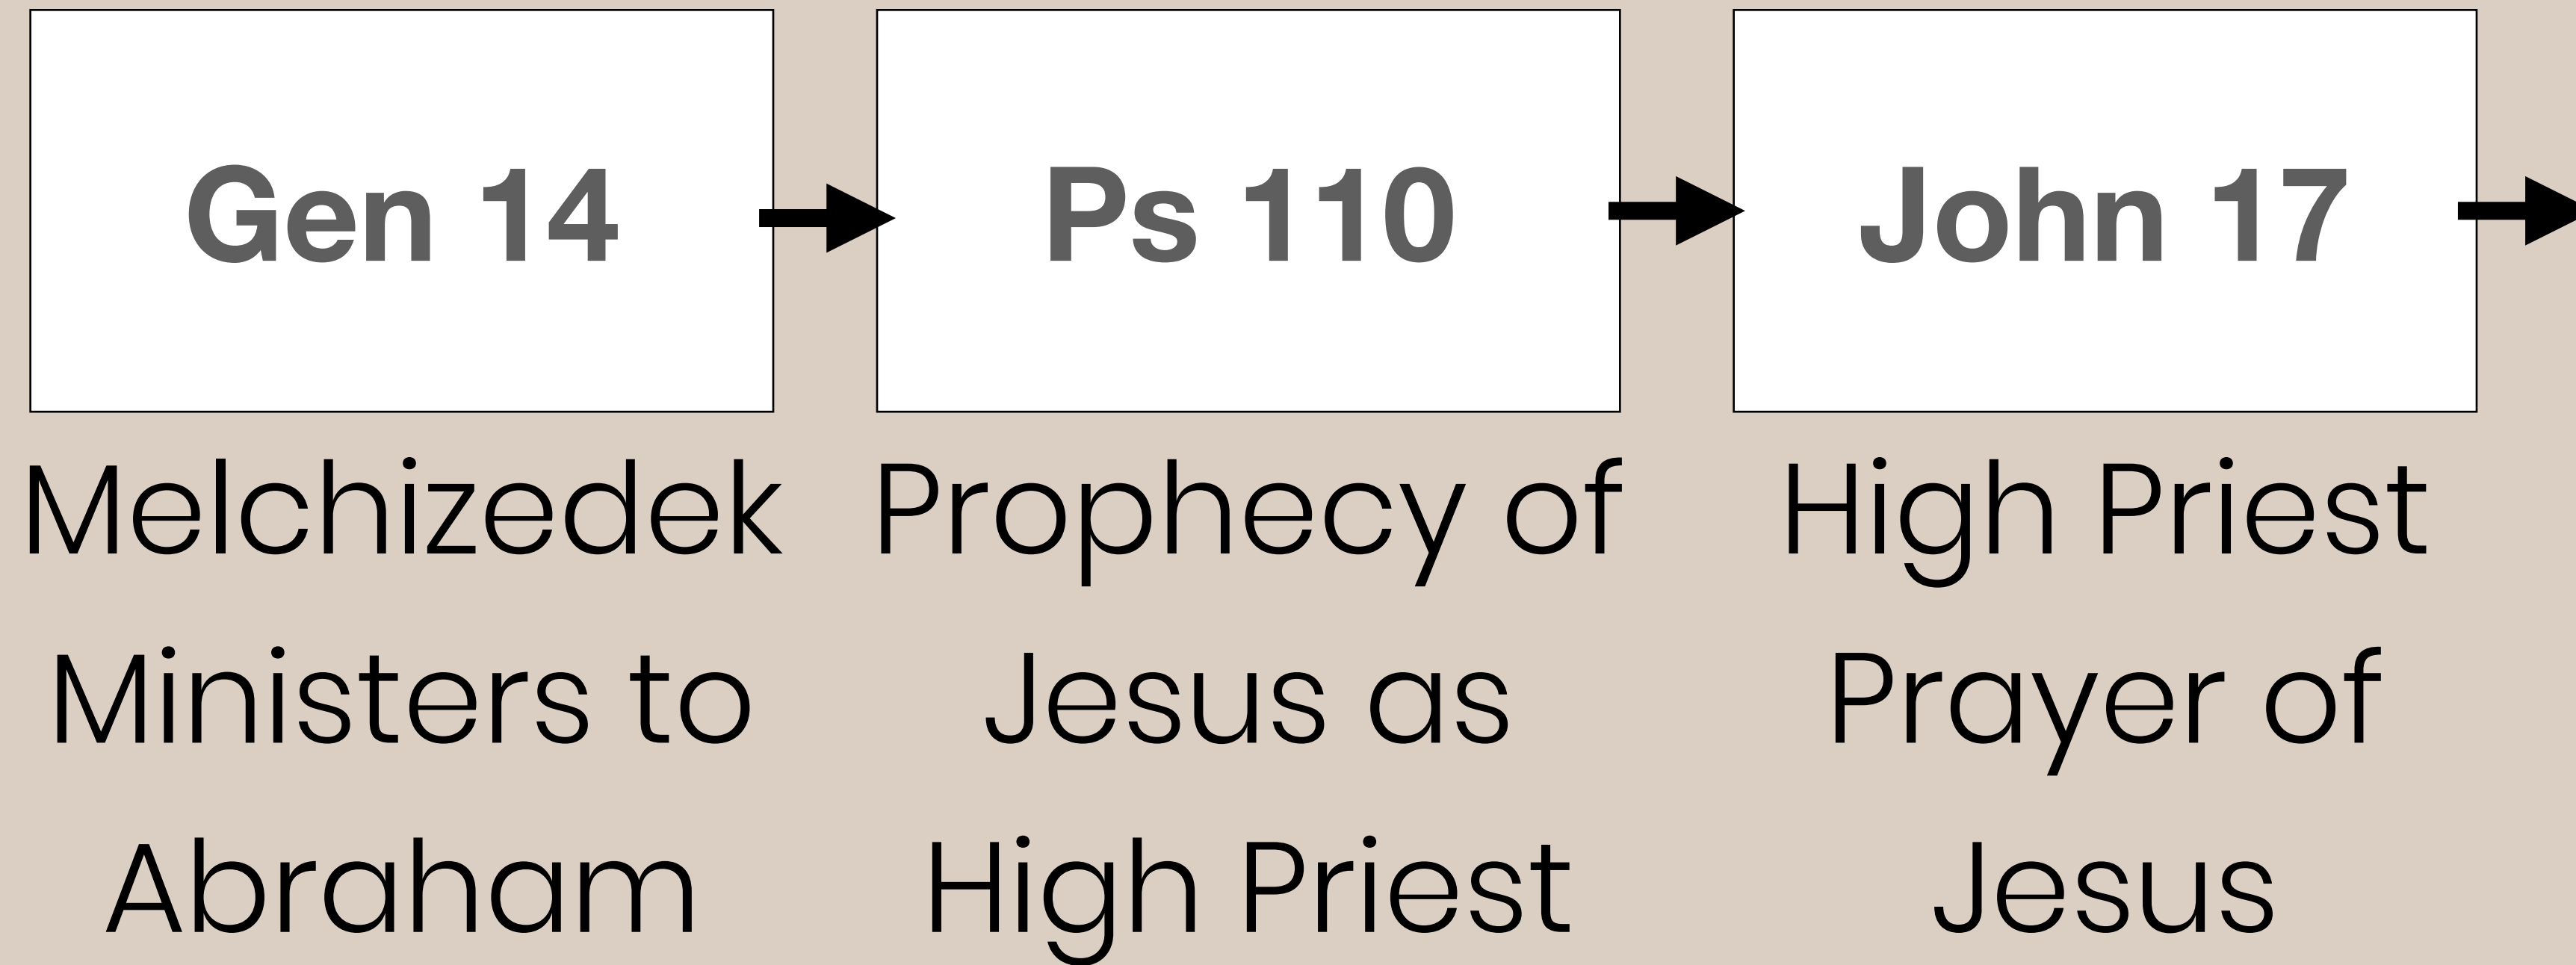 Gen 14
Melchizedek
Ministers to
Abraham
Ps 110
Prophecy of
Jesus as
High Priest
John 17
High Priest
Prayer of
Jesus